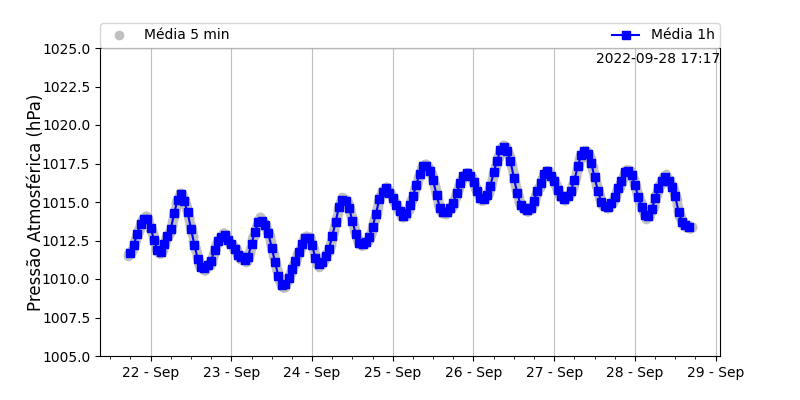 Média 5 min
Média 1h
2022-09-28 17:17
Pressão Atmosférica (hPa)
1025.0
1022.5
1020.0
1017.5
1015.0
1012.5
1010.0
1007.5
1005.0
22 - Sep
23 - Sep
24 - Sep
25 - Sep
26 - Sep
27 - Sep
28 - Sep
29 - Sep